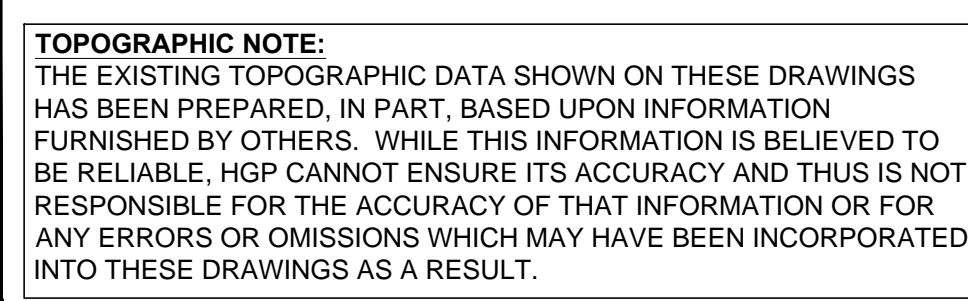 TOPOGRAPHIC NOTE:
THE EXISTING TOPOGRAPHIC DATA SHOWN ON THESE DRAWINGS
HAS BEEN PREPARED, IN PART, BASED UPON INFORMATION
FURNISHED BY OTHERS.  WHILE THIS INFORMATION IS BELIEVED TO
BE RELIABLE, HGP CANNOT ENSURE ITS ACCURACY AND THUS IS NOT
RESPONSIBLE FOR THE ACCURACY OF THAT INFORMATION OR FOR
ANY ERRORS OR OMISSIONS WHICH MAY HAVE BEEN INCORPORATED
INTO THESE DRAWINGS AS A RESULT.